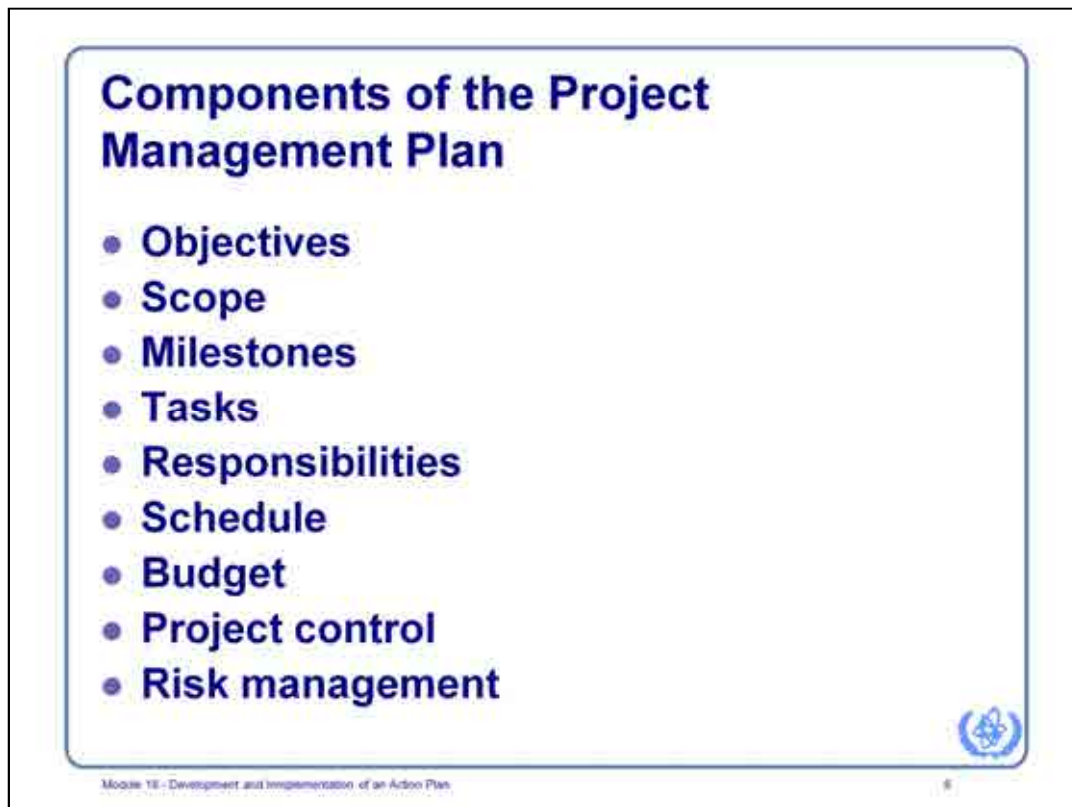 Components of the Project
Management Plan
● Objectives
● Scope
● Milestones
● Tasks
● Responsibilities
● Schedule
● Budget
● Project control
● Risk management
Module - Development and Implementation of an Action Plan